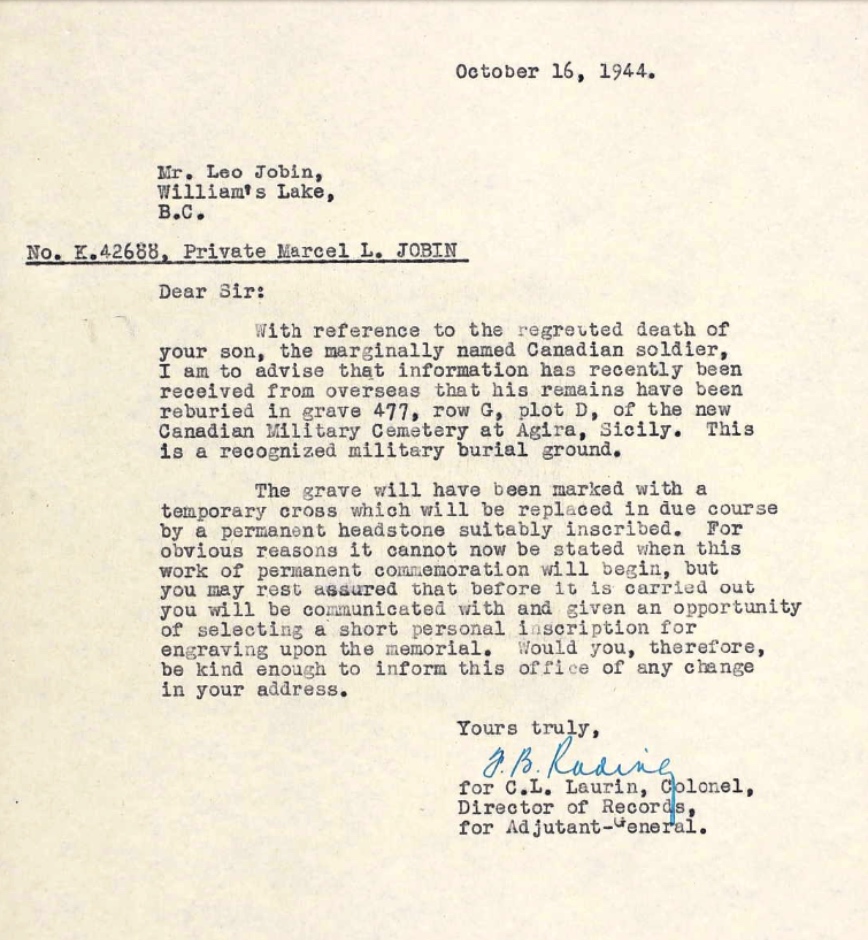 October 16, 1944.
Mr. Leo Jobin,
William's Lake,
B.C.
No. K.42688, Private Marcel L. JOBIN
Dear Sir:
With reference to the regretted death of
your son, the marginally named Canadian soldier,
I am to advise that information has recently been
received from overseas that his remains have been
reburied in grave 477, row G, plot D, of the new
Canadian Military Cemetery at Agira, Sicily. This
is a recognized military burial ground.
The grave will have been marked with a
temporary cross which will be replaced in due course
by a permanent headstone suitably inscribed. For
obvious reasons it cannot now be stated when this
work of permanent commemoration will begin, but
you may rest assured that before it is carried out
you will be communicated with and given an opportunity
of selecting a short personal inscription for
engraving upon the memorial. Would you, therefore,
be kind enough to inform this office of any change
in your address.
Yours truly,
for C.L. Laurin, Colonel,
Director of Records,
for Adjutant-General.